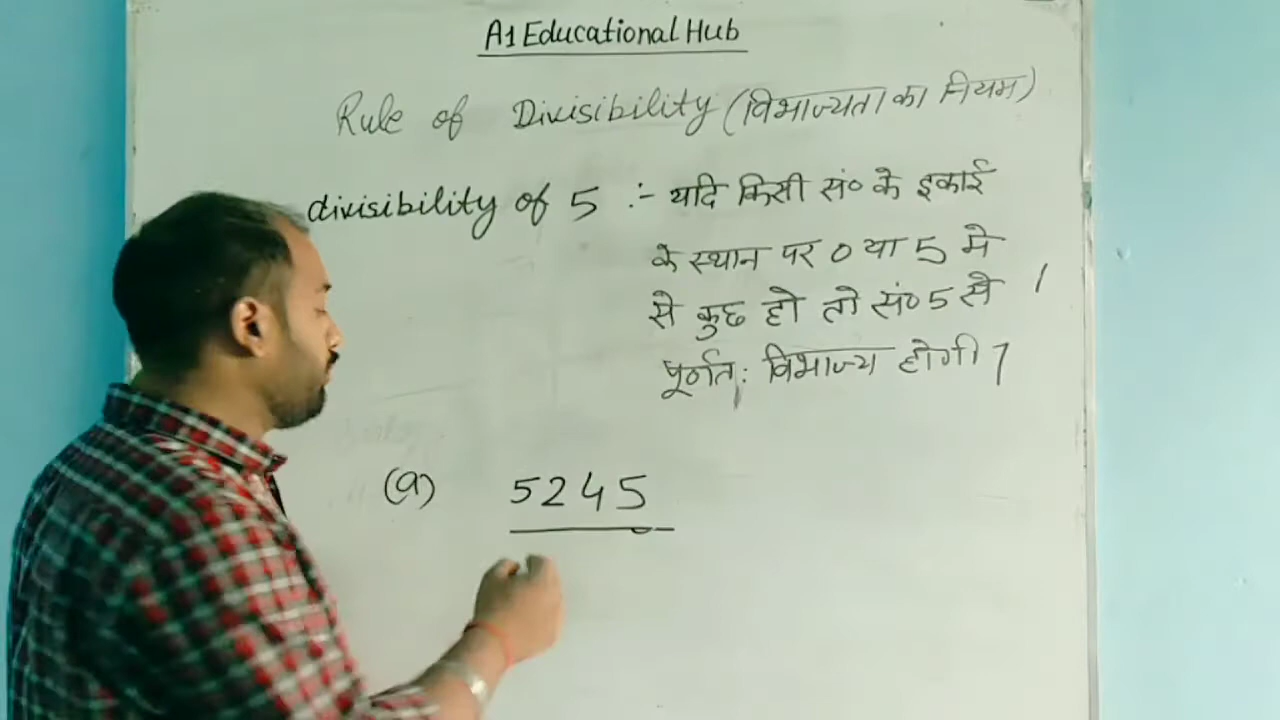 A1 Educational Hub
Rule of Divisibility (विभाज्यता का नियम)
divisibility of 5 :- यदि किसी सं० के इकाई
के स्थान पर 0 या 5 मे
से कुछ हो तो सं० 5 से
पूर्णत: विभाज्य होगी
(a) 5245